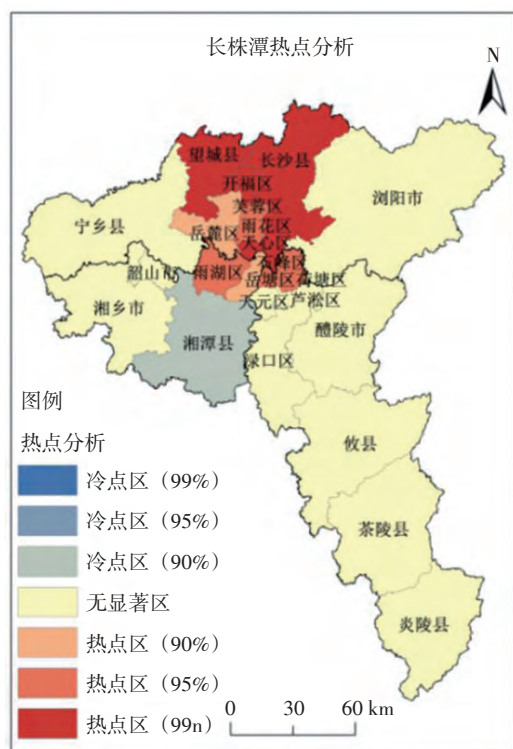 长株潭热点分析
N
望城县
长沙县
开福区
浏阳市
芙蓉区
宁乡县
雨花区
岳麓区
天心区
石峰区
韶山市
雨湖区
岳塘区
荷塘区
湘乡市
天元区
芦淞区
湘潭县
醴陵市
渌口区
攸县
茶陵县
炎陵县
图例
热点分析
冷点区（99%）
冷点区（95%）
冷点区（90%）
无显著区
热点区（90%）
热点区（95%）
热点区（99n）
0 30 60 km